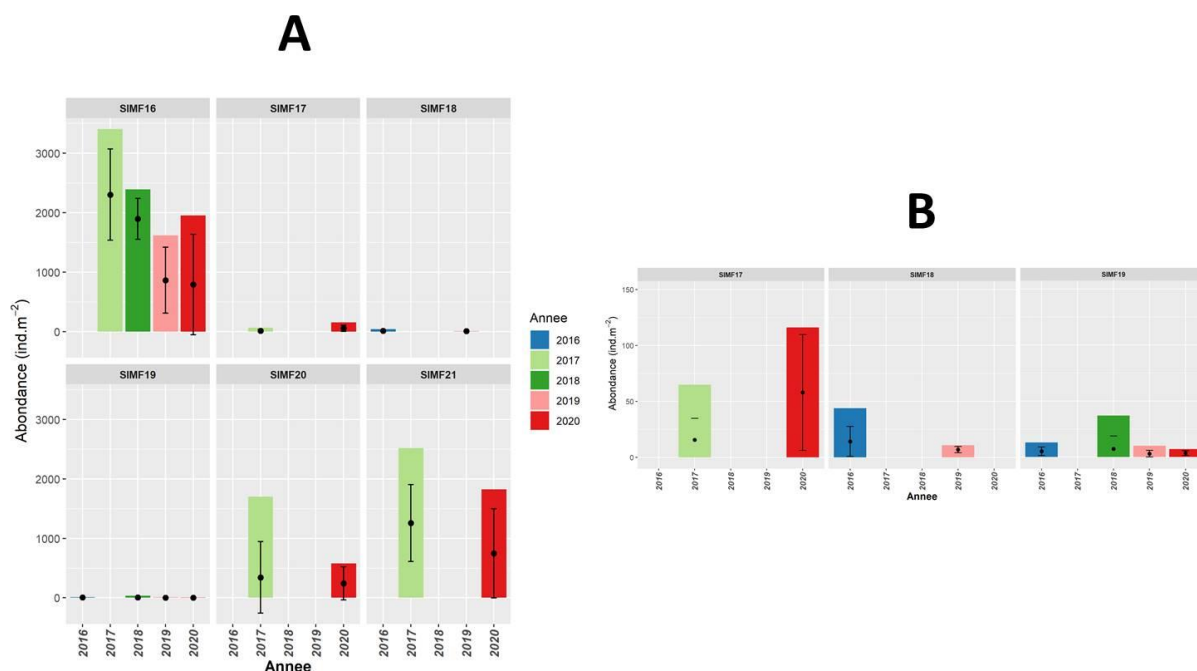 A
SIMF16 SIMF17 SIMF18
3000
2000
1000
0
SIMF19 SIMF20 SIMF21
3000
2000
1000
0
Abondance (ind.m⁻²)
2016 2017 2018 2019 2020 2016 2017 2018 2019 2020 2016 2017 2018 2019 2020
Annee
Annee
2016
2017
2018
2019
2020
B
SIMF17 SIMF18 SIMF19
150
100
50
0
Abondance (ind.m⁻²)
2016 2017 2018 2019 2020 2016 2017 2018 2019 2020 2016 2017 2018 2019 2020
Annee